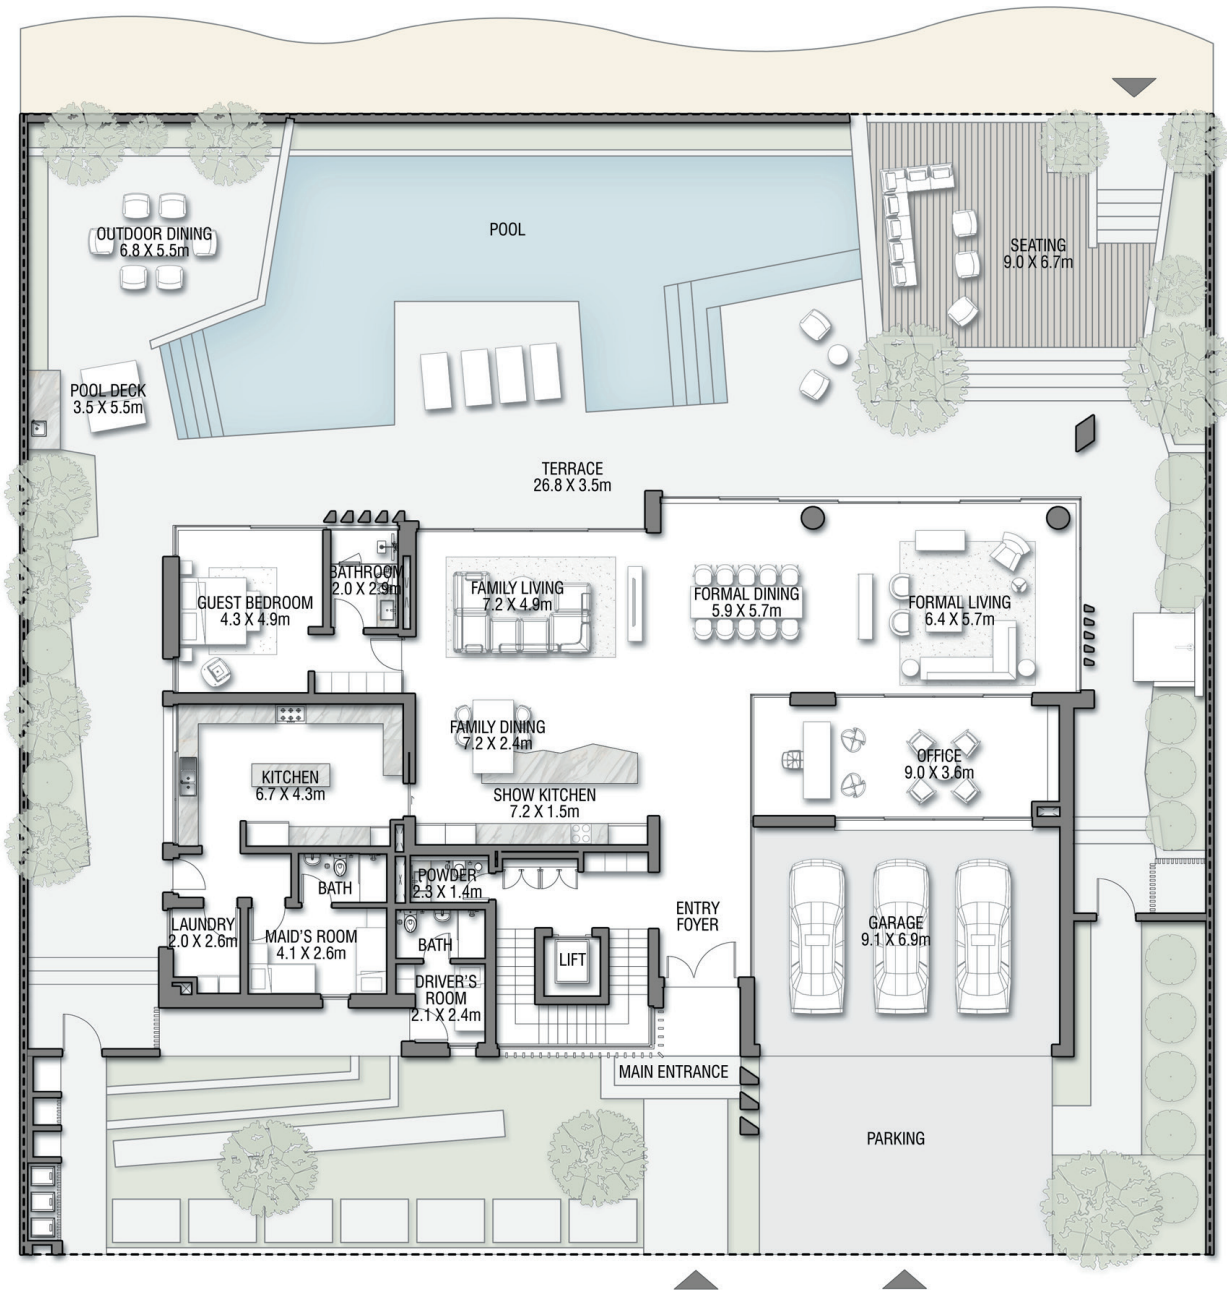 POOL
OUTDOOR DINING
6.8 X 5.5m
SEATING
9.0 X 6.7m
POOL DECK
3.5 X 5.5m
TERRACE
26.8 X 3.5m
BATHROOM
2.0 X 2.9m
GUEST BEDROOM
4.3 X 4.9m
FAMILY LIVING
7.2 X 4.9m
FORMAL DINING
5.9 X 5.7m
FORMAL LIVING
6.4 X 5.7m
FAMILY DINING
7.2 X 2.4m
OFFICE
9.0 X 3.6m
KITCHEN
6.7 X 4.3m
SHOW KITCHEN
7.2 X 1.5m
BATH
POWDER
2.3 X 1.4m
LAUNDRY
2.0 X 2.6m
MAID'S ROOM
4.1 X 2.6m
BATH
LIFT
ENTRY
FOYER
GARAGE
9.1 X 6.9m
DRIVER'S
ROOM
2.1 X 2.4m
MAIN ENTRANCE
PARKING